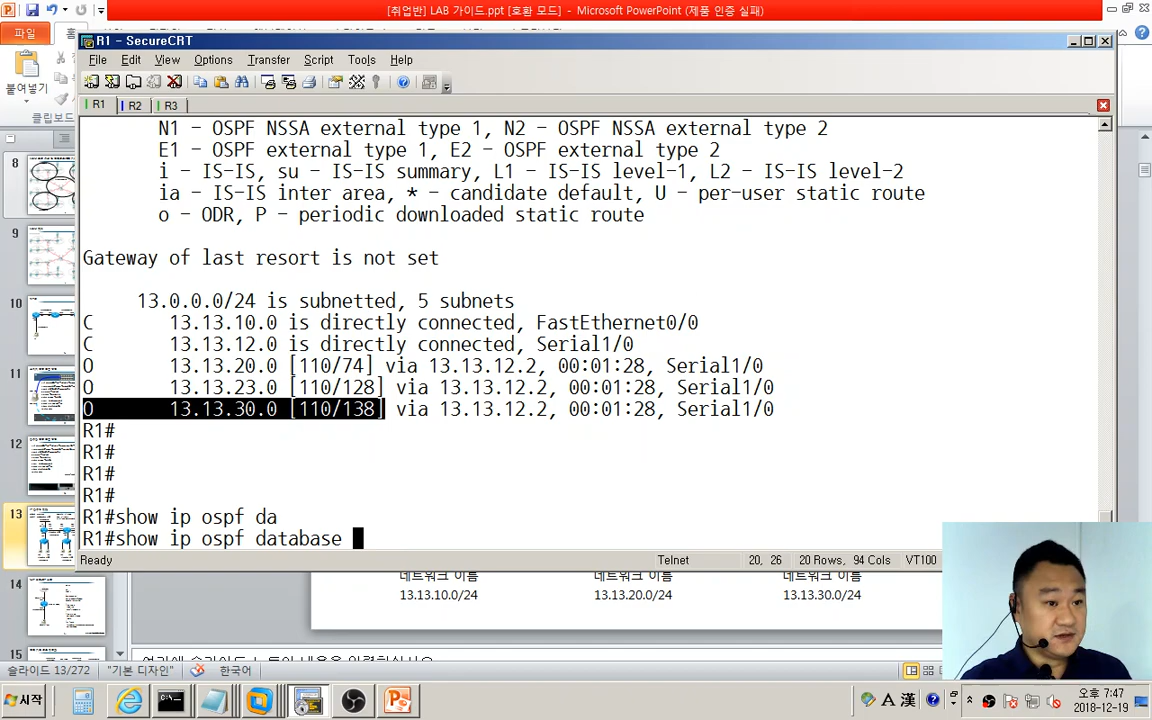 [취업반] LAB 가이드.ppt [호환 모드] - Microsoft PowerPoint (제품 인증 실패)
파일
홈
붙여넣기
클립보드
R1 - SecureCRT
File Edit View Options Transfer Script Tools Help
R1 R2 R3
N1 - OSPF NSSA external type 1, N2 - OSPF NSSA external type 2
E1 - OSPF external type 1, E2 - OSPF external type 2
i - IS-IS, su - IS-IS summary, L1 - IS-IS level-1, L2 - IS-IS level-2
ia - IS-IS inter area, * - candidate default, U - per-user static route
o - ODR, P - periodic downloaded static route
Gateway of last resort is not set
13.0.0.0/24 is subnetted, 5 subnets
C 13.13.10.0 is directly connected, FastEthernet0/0
C 13.13.12.0 is directly connected, Serial1/0
O 13.13.20.0 [110/74] via 13.13.12.2, 00:01:28, Serial1/0
O 13.13.23.0 [110/128] via 13.13.12.2, 00:01:28, Serial1/0
O 13.13.30.0 [110/138] via 13.13.12.2, 00:01:28, Serial1/0
R1#
R1#
R1#
R1#
R1#show ip ospf da
R1#show ip ospf database
Ready Telnet 20, 26 20 Rows, 94 Cols VT100
8
9
10
11
12
13
14
15
네트워크 이름 네트워크 이름 네트워크 이름
13.13.10.0/24 13.13.20.0/24 13.13.30.0/24
슬라이드 13/272 "기본 디자인" 한국어
시작
A 漢
오후 7:47
2018-12-19